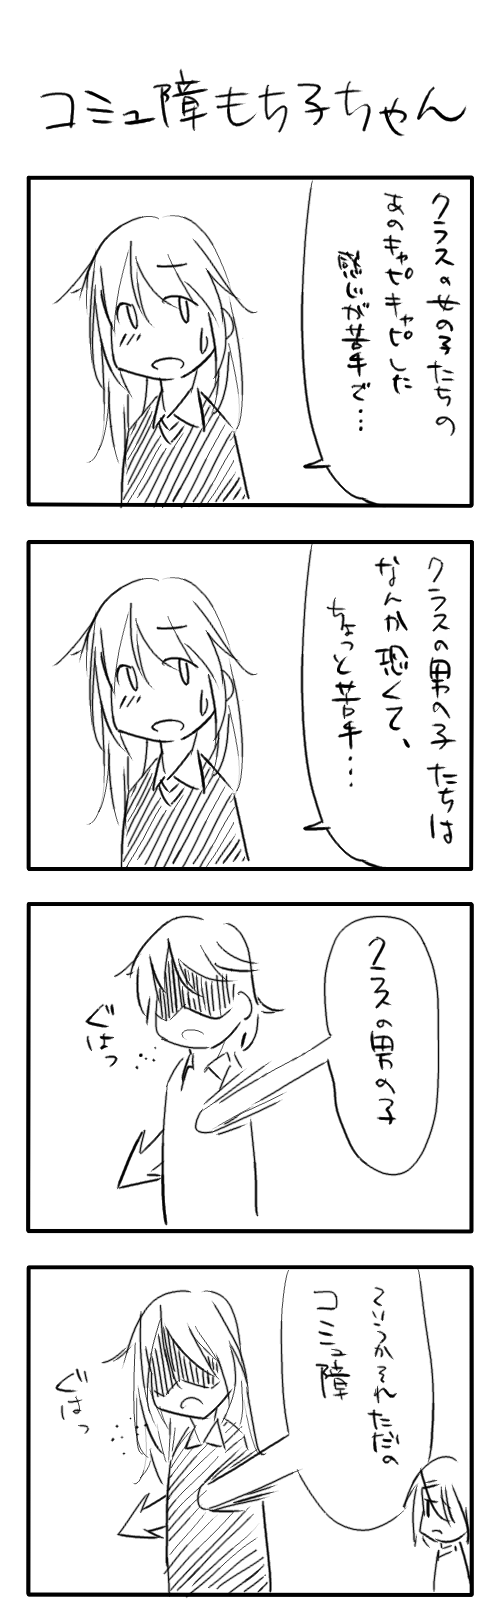 コミュ障もち子ちゃん
クラスの女の子たちの
あのキャピキャピした
感じが苦手で…
クラスの男の子たちは
なんか恐くて、
ちょっと苦手…
クラスの男の子
ぐはっ
ていうかそれただの
コミュ障
ぐはっ